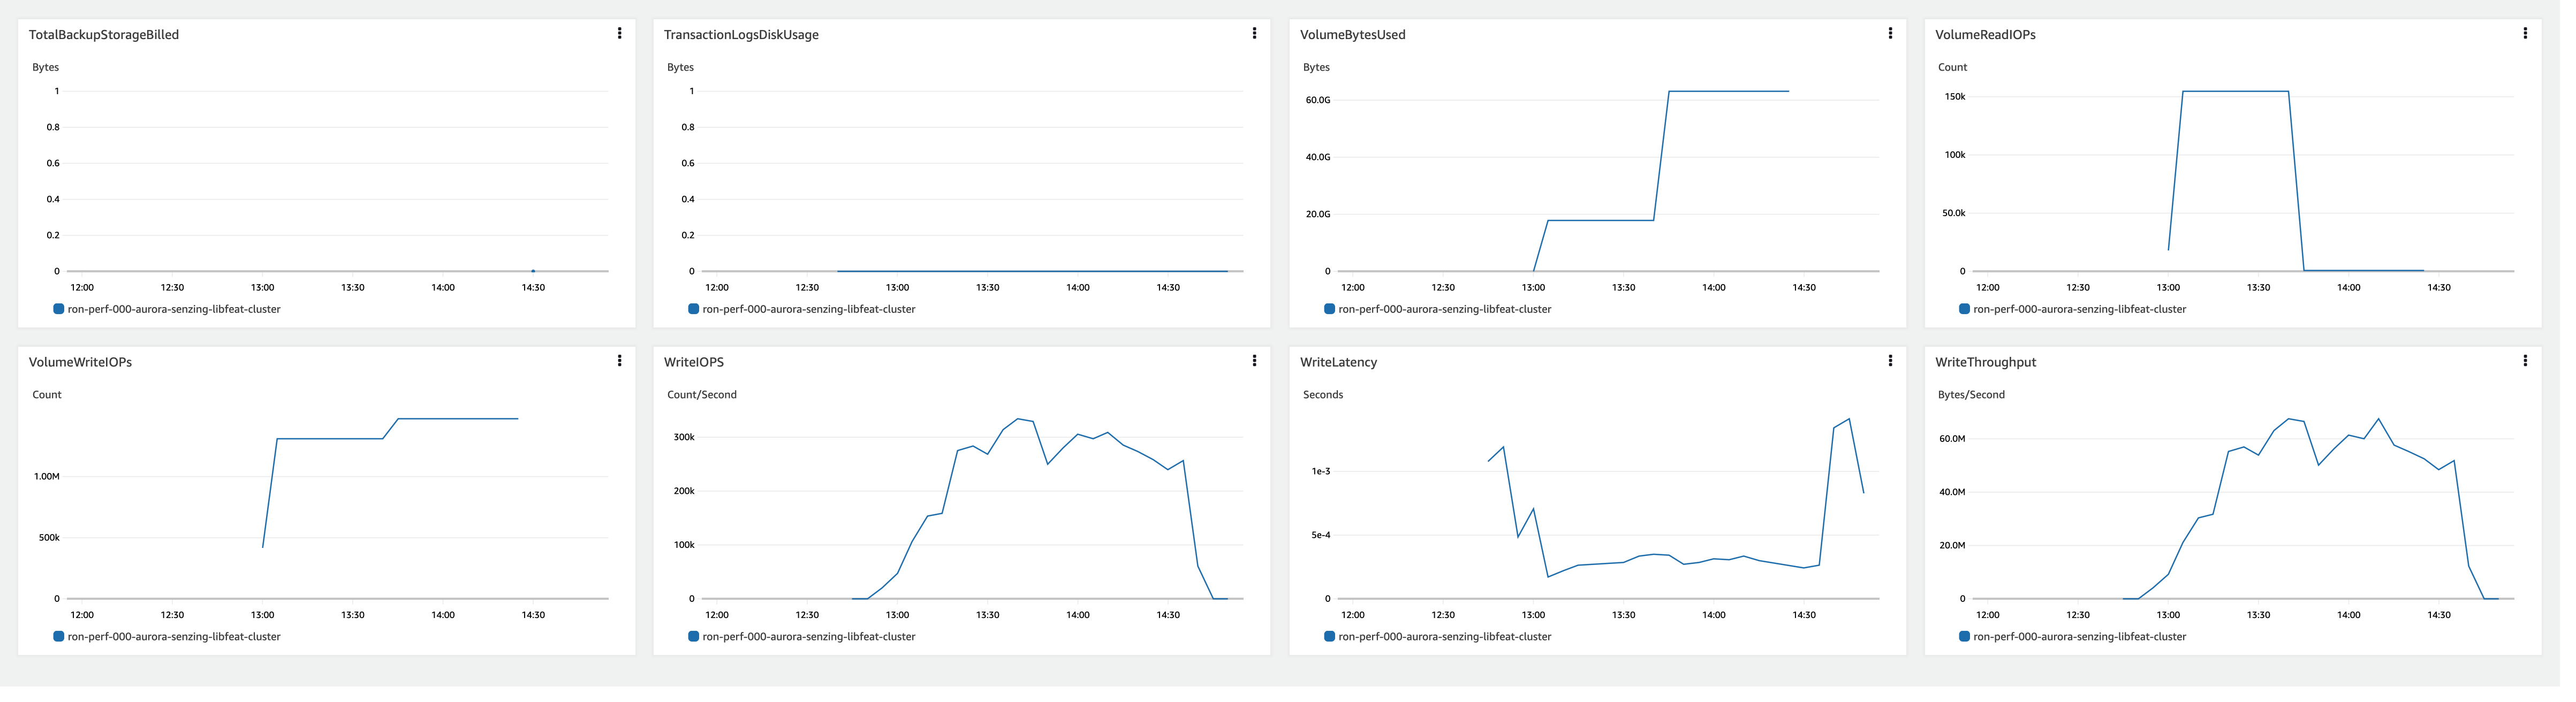 TotalBackupStorageBilled
Bytes
1
0.8
0.6
0.4
0.2
0
12:00 12:30 13:00 13:30 14:00 14:30
ron-perf-000-aurora-senzing-libfeat-cluster
TransactionLogsDiskUsage
Bytes
1
0.8
0.6
0.4
0.2
0
12:00 12:30 13:00 13:30 14:00 14:30
ron-perf-000-aurora-senzing-libfeat-cluster
VolumeBytesUsed
Bytes
60.0G
40.0G
20.0G
0
12:00 12:30 13:00 13:30 14:00 14:30
ron-perf-000-aurora-senzing-libfeat-cluster
VolumeReadIOPs
Count
150k
100k
50.0k
0
12:00 12:30 13:00 13:30 14:00 14:30
ron-perf-000-aurora-senzing-libfeat-cluster
VolumeWriteIOPs
Count
1.00M
500k
0
12:00 12:30 13:00 13:30 14:00 14:30
ron-perf-000-aurora-senzing-libfeat-cluster
WriteIOPS
Count/Second
300k
200k
100k
0
12:00 12:30 13:00 13:30 14:00 14:30
ron-perf-000-aurora-senzing-libfeat-cluster
WriteLatency
Seconds
1e-3
5e-4
0
12:00 12:30 13:00 13:30 14:00 14:30
ron-perf-000-aurora-senzing-libfeat-cluster
WriteThroughput
Bytes/Second
60.0M
40.0M
20.0M
0
12:00 12:30 13:00 13:30 14:00 14:30
ron-perf-000-aurora-senzing-libfeat-cluster